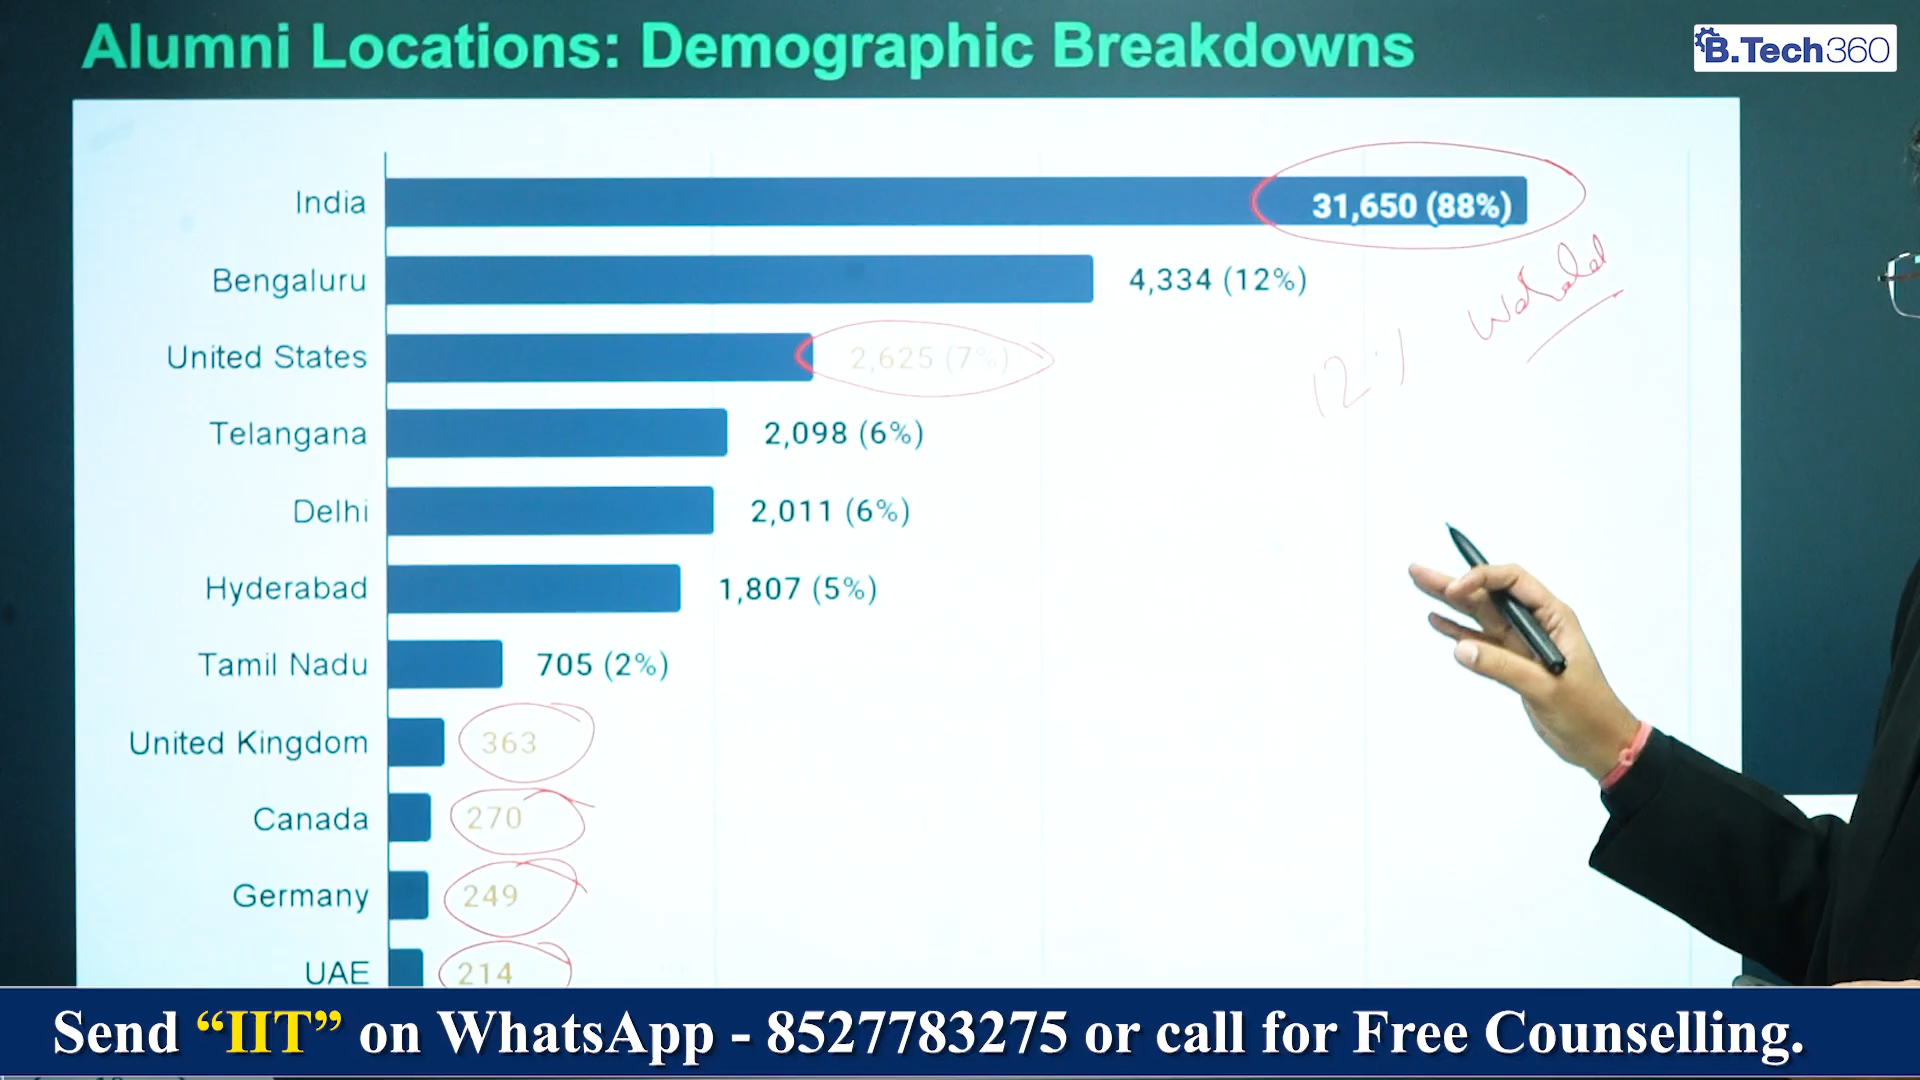 Alumni Locations: Demographic Breakdowns
B.Tech360
India 31,650 (88%)
Bengaluru 4,334 (12%)
United States 2,625 (7%)
12%
Telangana 2,098 (6%)
Delhi 2,011 (6%)
Hyderabad 1,807 (5%)
Tamil Nadu 705 (2%)
United Kingdom 363
Canada 270
Germany 249
UAE 214
Send “IIT” on WhatsApp - 8527783275 or call for Free Counselling.